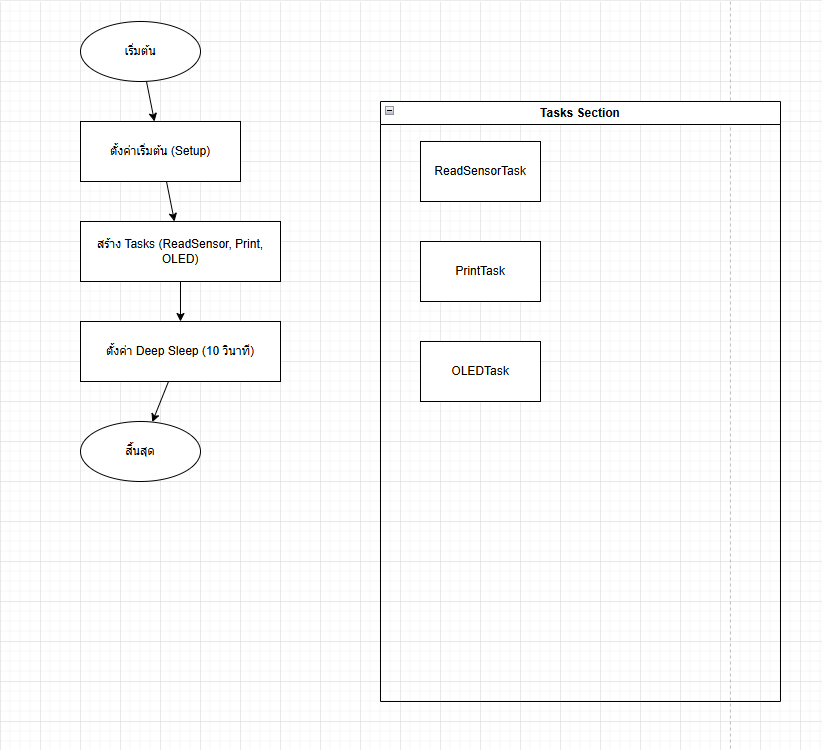 เริ่มต้น
ตั้งค่าเริ่มต้น (Setup)
สร้าง Tasks (ReadSensor, Print,
OLED)
ตั้งค่า Deep Sleep (10 วินาที)
สิ้นสุด
Tasks Section
ReadSensorTask
PrintTask
OLEDTask